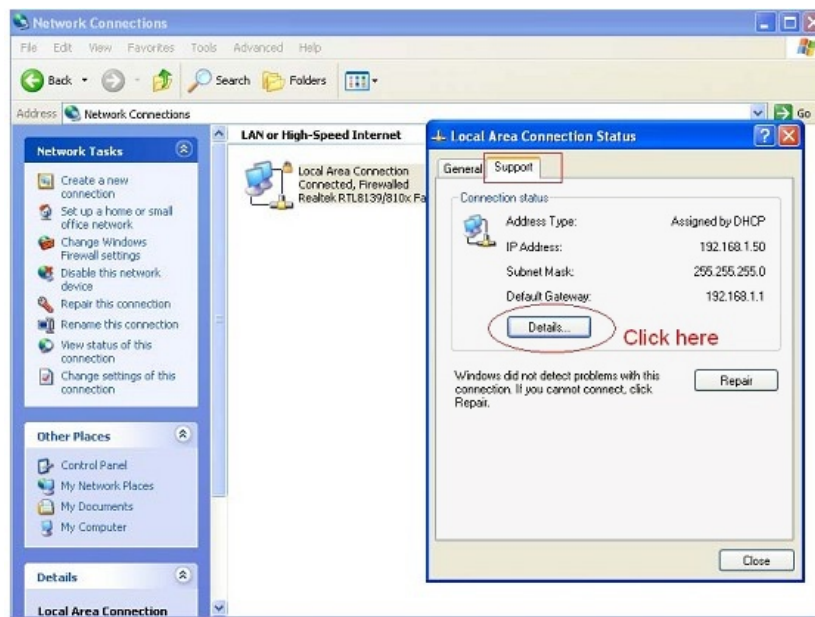 Network Connections
File Edit View Favorites Tools Advanced Help
Back Search Folders
Address Network Connections Go
Network Tasks
Create a new
connection
Set up a home or small
office network
Change Windows
Firewall settings
Disable this network
device
Repair this connection
Rename this connection
View status of this
connection
Change settings of this
connection
Other Places
Control Panel
My Network Places
My Documents
My Computer
Details
Local Area Connection
LAN or High-Speed Internet
Local Area Connection
Connected, Firewalled
Realtek RTL8139/810x Fa
Local Area Connection Status
General Support
Connection status
Address Type: Assigned by DHCP
IP Address: 192.168.1.50
Subnet Mask: 255.255.255.0
Default Gateway: 192.168.1.1
Details...
Click here
Windows did not detect problems with this
connection. If you cannot connect, click
Repair.
Repair
Close